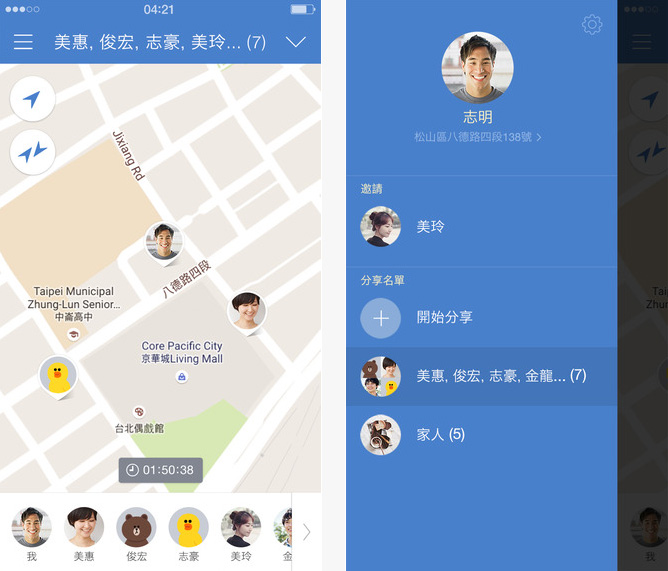 04:21
美惠, 俊宏, 志豪, 美玲... (7)
Jixiang Rd
八德路四段
Taipei Municipal
Zhung-Lun Senior...
中崙高中
Core Pacific City
京華城Living Mall
台北偶戲館
01:50:38
我
美惠
俊宏
志豪
美玲
金
志明
松山區八德路四段138號
邀請
美玲
分享名單
開始分享
美惠, 俊宏, 志豪, 金龍... (7)
家人 (5)
Ta
Zhu
我